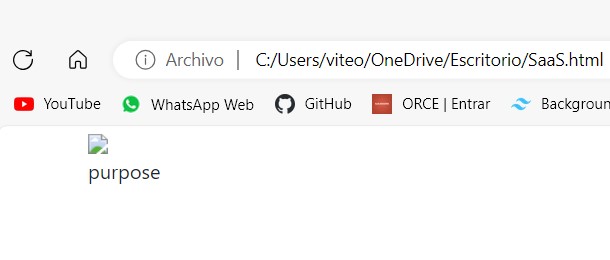 Archivo | C:/Users/viteo/OneDrive/Escritorio/SaaS.html
YouTube WhatsApp Web GitHub ORCE | Entrar Backgroun
purpose